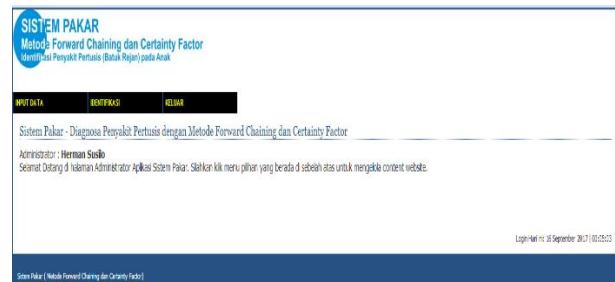 SISTEM PAKAR
Metode Forward Chaining dan Certainty Factor
Identifikasi Penyakit Pertusis (Batuk Rejan) pada Anak
INPUT DATA IDENTIFIKASI KELUAR
Sistem Pakar - Diagnosa Penyakit Pertusis dengan Metode Forward Chaining dan Certainty Factor
Administrator : Herman Susilo
Selamat Datang di halaman Administrator Aplikasi Sistem Pakar. Silahkan klik menu pilihan yang berada di sebelah atas untuk mengelola content website.
Login Hari ini: 16 September 2017 |
Sistem Pakar ( Metode Forward Chaining dan Certainty Factor)